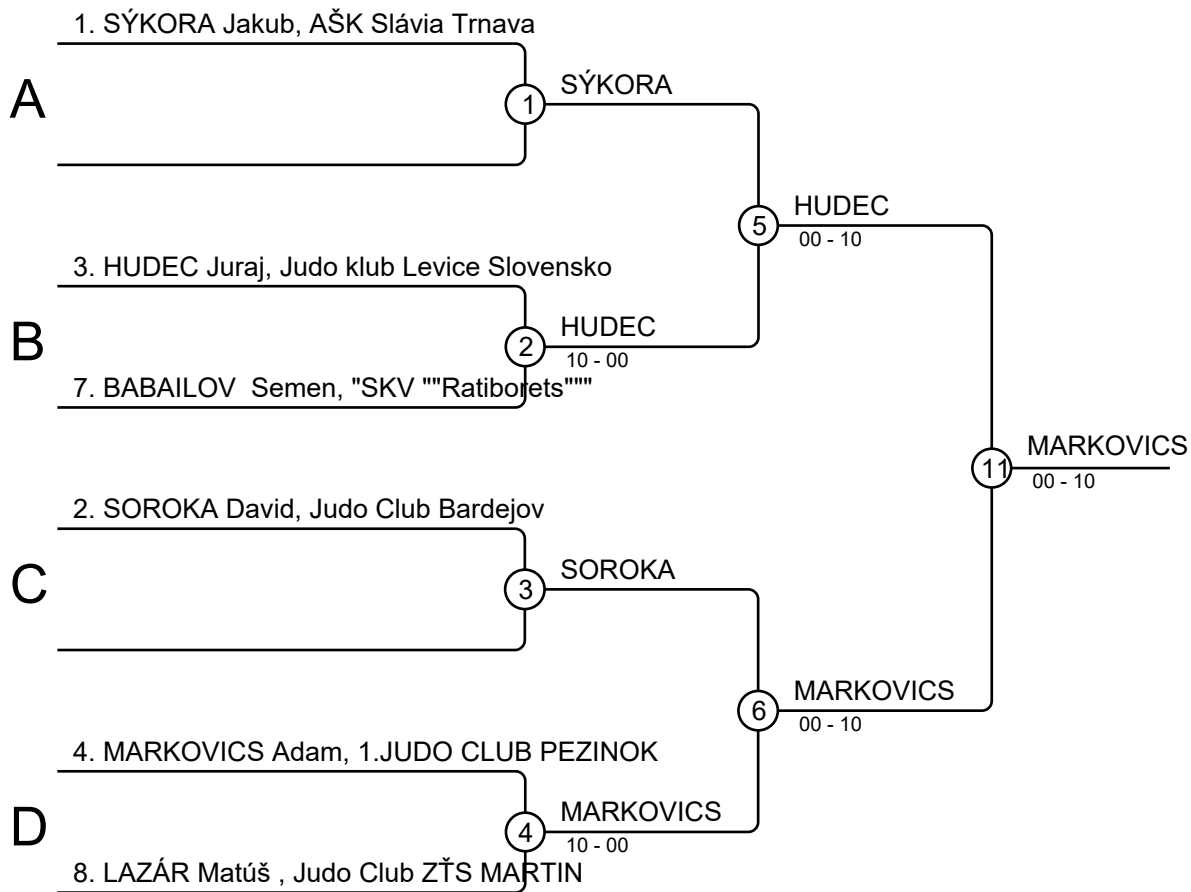 1. SÝKORA Jakub, AŠK Slávia Trnava
A
1
SÝKORA
5
HUDEC
00 - 10
3. HUDEC Juraj, Judo klub Levice Slovensko
B
2
HUDEC
10 - 00
7. BABAILOV  Semen, "SKV ""Ratiborets"""
11
MARKOVICS
00 - 10
2. SOROKA David, Judo Club Bardejov
C
3
SOROKA
6
MARKOVICS
00 - 10
4. MARKOVICS Adam, 1.JUDO CLUB PEZINOK
D
4
MARKOVICS
10 - 00
8. LAZÁR Matúš , Judo Club ZŤS MARTIN